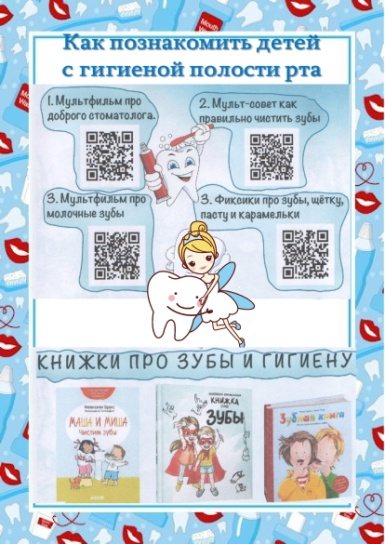 Как познакомить детей
с гигиеной полости рта
1. Мультфильм про
доброго стоматолога.
2. Мульт-совет как
правильно чистить зубы
3. Мультфильм про
молочные зубы
3. Фиксики про зубы, щётку,
пасту и карамельки
КНИЖКИ ПРО ЗУБЫ И ГИГИЕНУ
МАША И МИША
Чистим зубы
КНИЖКА
ПРО
ЗУБЫ
Зубная книга